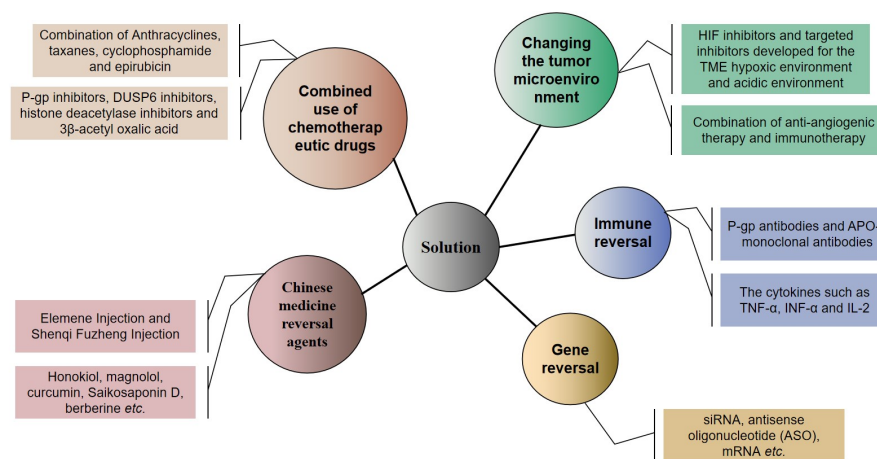 Combination of Anthracyclines,
taxanes, cyclophosphamide
and epirubicin
P-gp inhibitors, DUSP6 inhibitors,
histone deacetylase inhibitors and
3β-acetyl oxalic acid
Combined
use of
chemotherap
eutic drugs
Changing
the tumor
microenviro
nment
HIF inhibitors and targeted
inhibitors developed for the
TME hypoxic environment
and acidic environment
Combination of anti-angiogenic
therapy and immunotherapy
Solution
Immune
reversal
P-gp antibodies and APO-
monoclonal antibodies
The cytokines such as
TNF-α, INF-α and IL-2
Chinese
medicine
reversal
agents
Elemene Injection and
Shenqi Fuzheng Injection
Honokiol, magnolol,
curcumin, Saikosaponin D,
berberine etc.
Gene
reversal
siRNA, antisense
oligonucleotide (ASO),
mRNA etc.